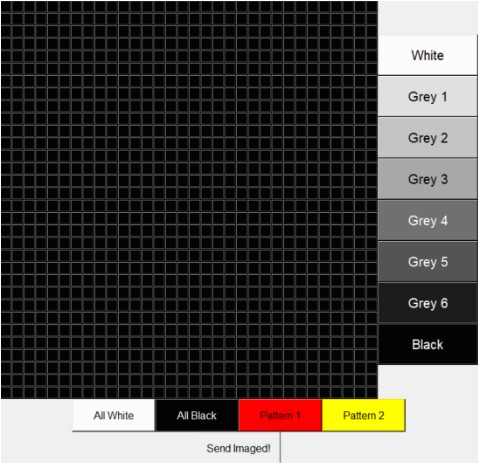 White
Grey 1
Grey 2
Grey 3
Grey 4
Grey 5
Grey 6
Black
All White
All Black
Pattern 1
Pattern 2
Send Imaged!